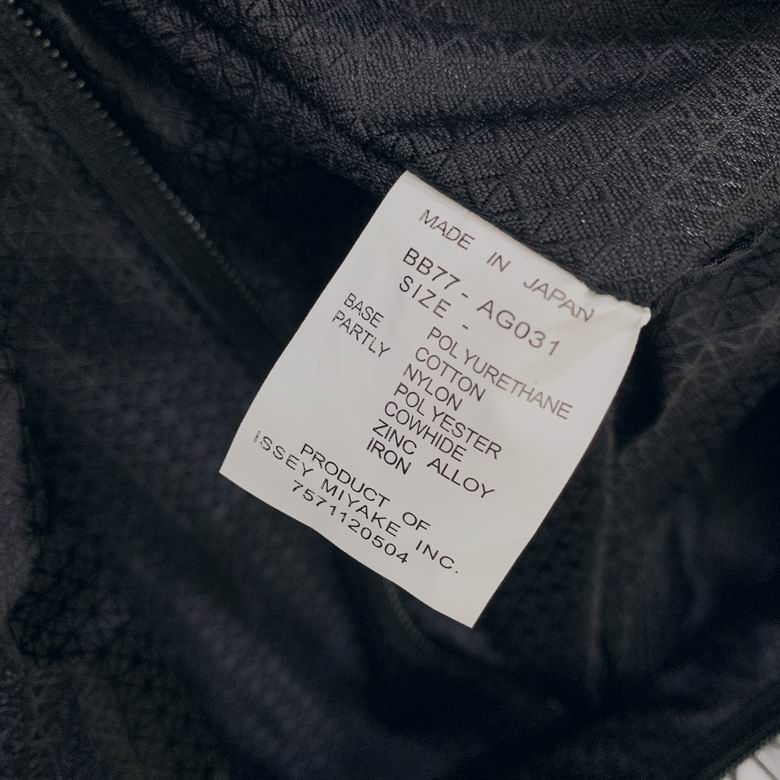 MADE IN JAPAN
BB77 - AG031
SIZE -
BASE POLYURETHANE
PARTLY COTTON
NYLON
POLYESTER
COWHIDE
ZINC ALLOY
IRON
PRODUCT OF
ISSEY MIYAKE INC.
7571120504